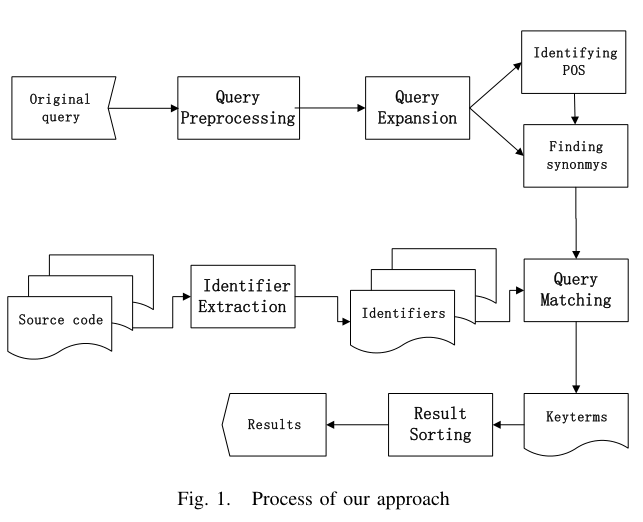 Original
query
Query
Preprocessing
Query
Expansion
Identifying
POS
Finding
synonmys
Source code
Identifier
Extraction
Identifiers
Query
Matching
Results
Result
Sorting
Keyterms
Fig. 1. Process of our approach